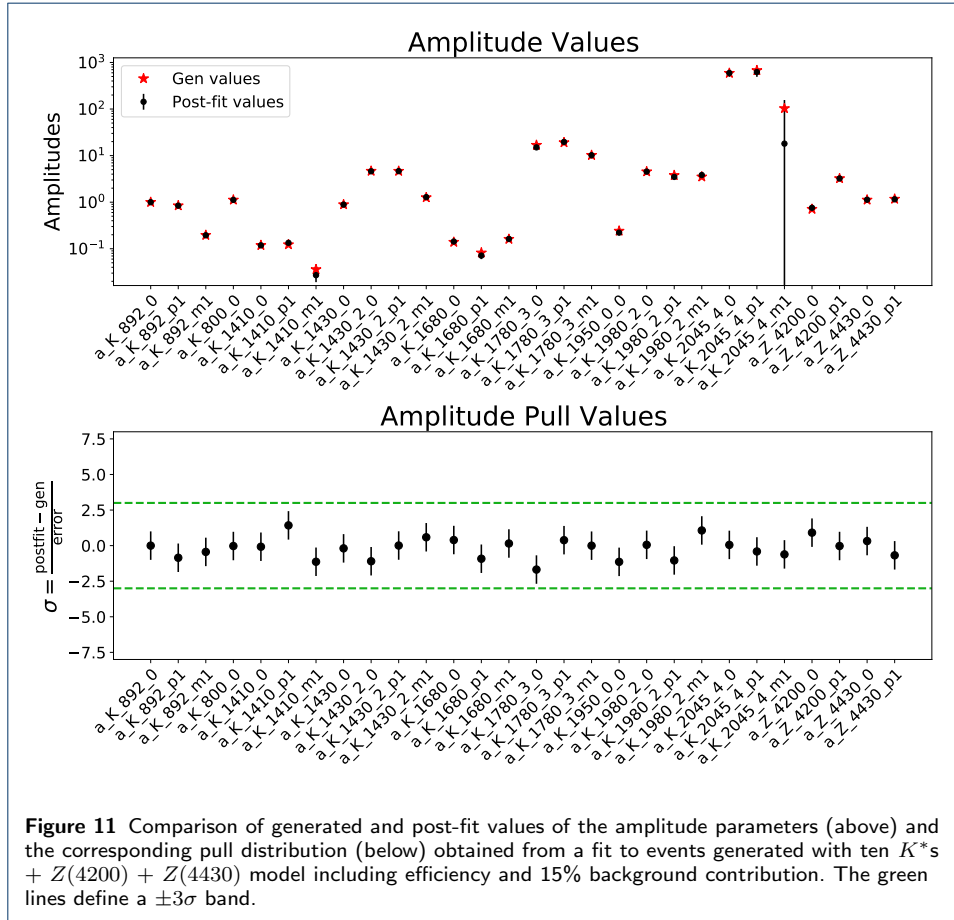 Amplitude Values
Amplitudes
10³
10²
10¹
10⁰
10⁻¹
Gen values
Post-fit values
a_K_892_0
a_K_892_p1
a_K_892_m1
a_K_800_0
a_K_1410_0
a_K_1410_p1
a_K_1410_m1
a_K_1430_0
a_K_1430_2_0
a_K_1430_2_p1
a_K_1430_2_m1
a_K_1680_0
a_K_1680_p1
a_K_1680_m1
a_K_1780_3_0
a_K_1780_3_p1
a_K_1780_3_m1
a_K_1950_0_0
a_K_1980_2_0
a_K_1980_2_p1
a_K_1980_2_m1
a_K_2045_4_0
a_K_2045_4_p1
a_K_2045_4_m1
a_Z_4200_0
a_Z_4200_p1
a_Z_4430_0
a_Z_4430_p1
Amplitude Pull Values
σ = postfit − gen / error
7.5
5.0
2.5
0.0
−2.5
−5.0
−7.5
a_K_892_0
a_K_892_p1
a_K_892_m1
a_K_800_0
a_K_1410_0
a_K_1410_p1
a_K_1410_m1
a_K_1430_0
a_K_1430_2_0
a_K_1430_2_p1
a_K_1430_2_m1
a_K_1680_0
a_K_1680_p1
a_K_1680_m1
a_K_1780_3_0
a_K_1780_3_p1
a_K_1780_3_m1
a_K_1950_0_0
a_K_1980_2_0
a_K_1980_2_p1
a_K_1980_2_m1
a_K_2045_4_0
a_K_2045_4_p1
a_K_2045_4_m1
a_Z_4200_0
a_Z_4200_p1
a_Z_4430_0
a_Z_4430_p1
Figure 11 Comparison of generated and post-fit values of the amplitude parameters (above) and
the corresponding pull distribution (below) obtained from a fit to events generated with ten K*s
+ Z(4200) + Z(4430) model including efficiency and 15% background contribution. The green
lines define a ±3σ band.